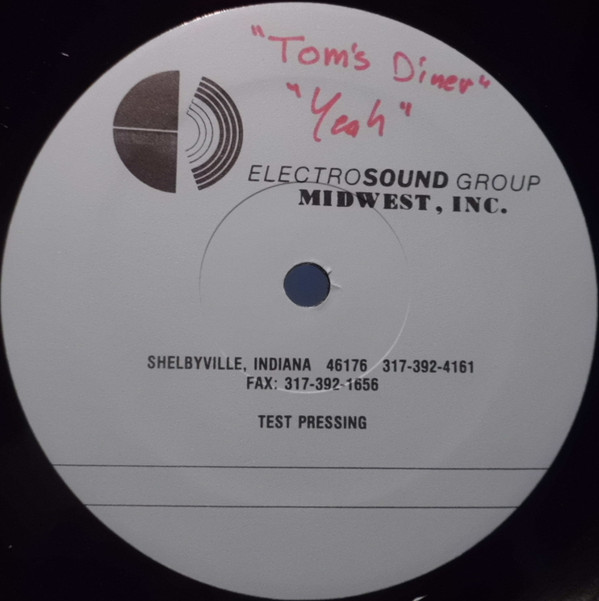 "Tom's Diner"
"Yeah"
ELECTROSOUND GROUP
MIDWEST, INC.
SHELBYVILLE, INDIANA 46176 317-392-4161
FAX: 317-392-1656
TEST PRESSING